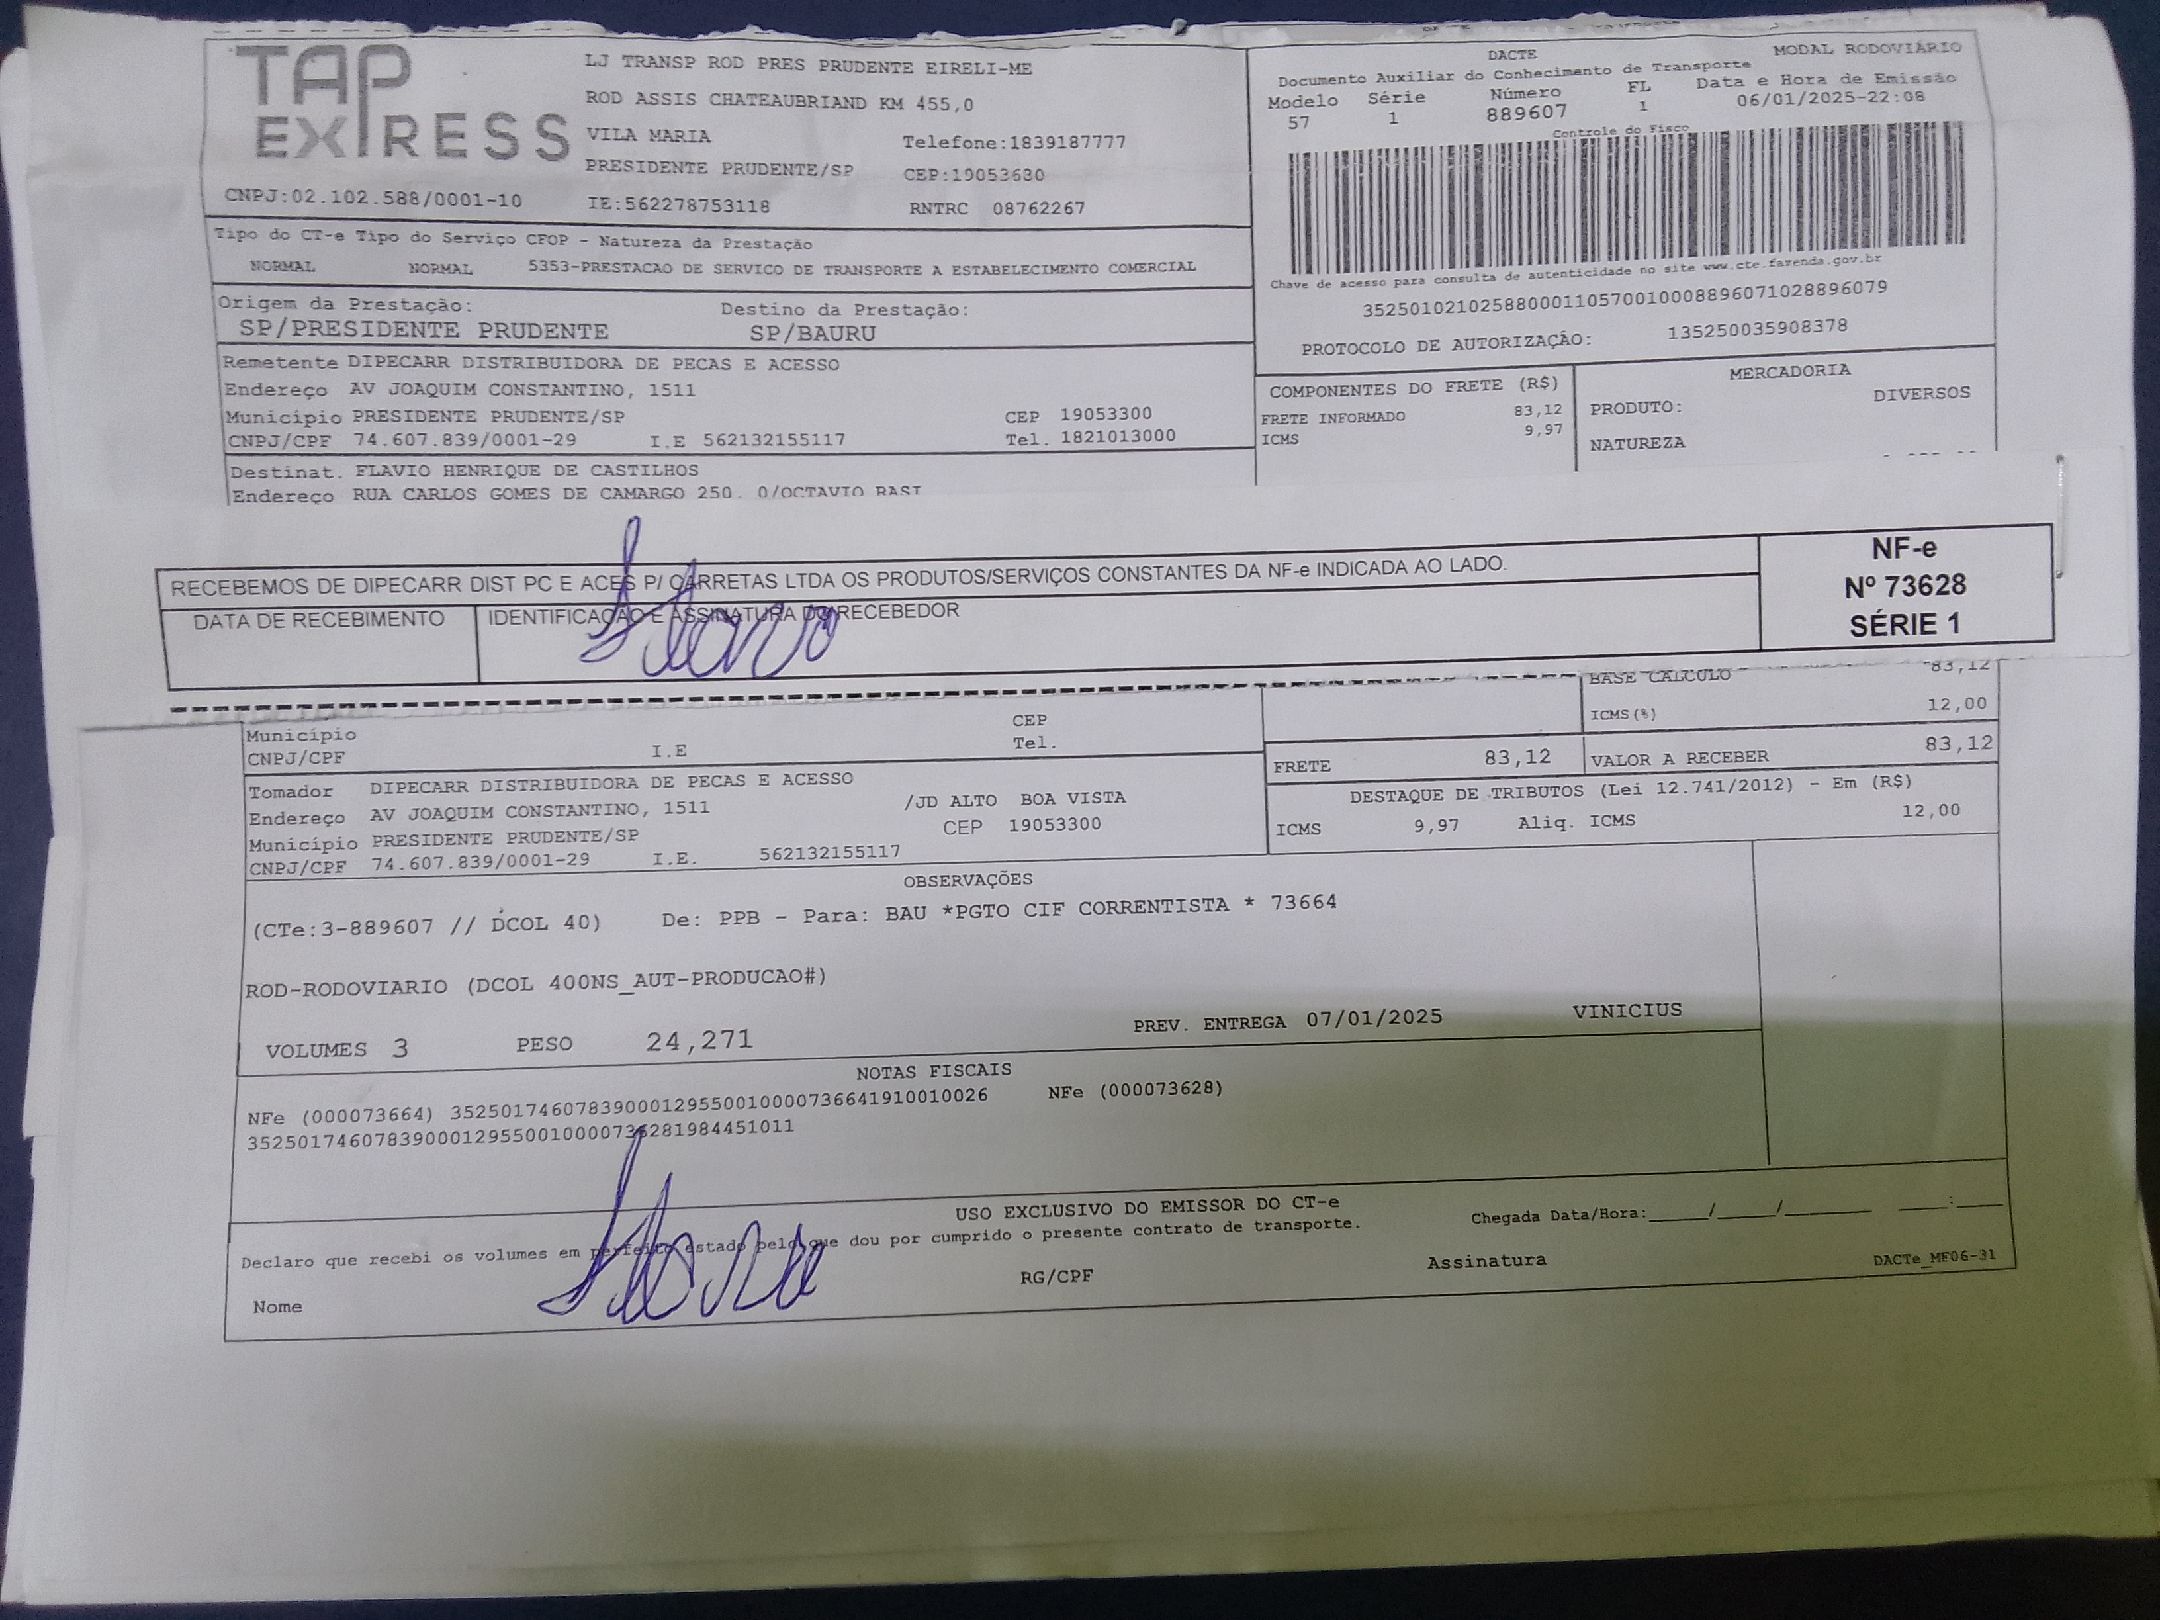 TAP EXPRESS
LJ TRANSP ROD PRES PRUDENTE EIRELI-ME
ROD ASSIS CHATEAUBRIAND KM 455,0
VILA MARIA Telefone:1839187777
PRESIDENTE PRUDENTE/SP CEP:19053680
CNPJ:02.102.588/0001-10 IE:562278753118 RNTRC 08762267
DACTE MODAL RODOVIÁRIO
Documento Auxiliar do Conhecimento de Transporte
Modelo Série Número FL Data e Hora de Emissão
57 1 889607 1 06/01/2025-22:08
Controle do Fisco
Chave de acesso para consulta de autenticidade no site www.cte.fazenda.gov.br
35250102102588000110570010008896071028896079
PROTOCOLO DE AUTORIZAÇÃO: 135250035908378
Tipo do CT-e Tipo do Serviço CFOP - Natureza da Prestação
NORMAL NORMAL 5353-PRESTACAO DE SERVICO DE TRANSPORTE A ESTABELECIMENTO COMERCIAL
Origem da Prestação: Destino da Prestação:
SP/PRESIDENTE PRUDENTE SP/BAURU
Remetente DIPECARR DISTRIBUIDORA DE PECAS E ACESSO
Endereço AV JOAQUIM CONSTANTINO, 1511
Município PRESIDENTE PRUDENTE/SP CEP 19053300
CNPJ/CPF 74.607.839/0001-29 I.E 562132155117 Tel. 1821013000
COMPONENTES DO FRETE (R$)
FRETE INFORMADO 83,12
ICMS 9,97
MERCADORIA
PRODUTO: DIVERSOS
NATUREZA
Destinat. FLAVIO HENRIQUE DE CASTILHOS
Endereço RUA CARLOS GOMES DE CAMARGO 250, 0/OCTAVIO RASI
RECEBEMOS DE DIPECARR DIST PC E ACES P/ CARRETAS LTDA OS PRODUTOS/SERVIÇOS CONSTANTES DA NF-e INDICADA AO LADO.
DATA DE RECEBIMENTO IDENTIFICAÇÃO E ASSINATURA DO RECEBEDOR
NF-e
Nº 73628
SÉRIE 1
BASE CALCULO 83,12
ICMS(%) 12,00
Município CEP
CNPJ/CPF I.E Tel.
FRETE 83,12 VALOR A RECEBER 83,12
Tomador DIPECARR DISTRIBUIDORA DE PECAS E ACESSO
Endereço AV JOAQUIM CONSTANTINO, 1511 /JD ALTO BOA VISTA
Município PRESIDENTE PRUDENTE/SP CEP 19053300
CNPJ/CPF 74.607.839/0001-29 I.E. 562132155117
DESTAQUE DE TRIBUTOS (Lei 12.741/2012) - Em (R$)
ICMS 9,97 Aliq. ICMS 12,00
OBSERVAÇÕES
(CTe:3-889607 // DCOL 40) De: PPB - Para: BAU *PGTO CIF CORRENTISTA * 73664
ROD-RODOVIARIO (DCOL 400NS_AUT-PRODUCAO#)
VOLUMES 3 PESO 24,271 PREV. ENTREGA 07/01/2025 VINICIUS
NOTAS FISCAIS
NFe (000073664) 35250174607839000129550010000736641910010026 NFe (000073628)
35250174607839000129550010000736281984451011
USO EXCLUSIVO DO EMISSOR DO CT-e
Declaro que recebi os volumes em perfeito estado pelo que dou por cumprido o presente contrato de transporte.
Chegada Data/Hora:_____/_____/_______ ____:____
Nome RG/CPF Assinatura DACTe_MF06-31